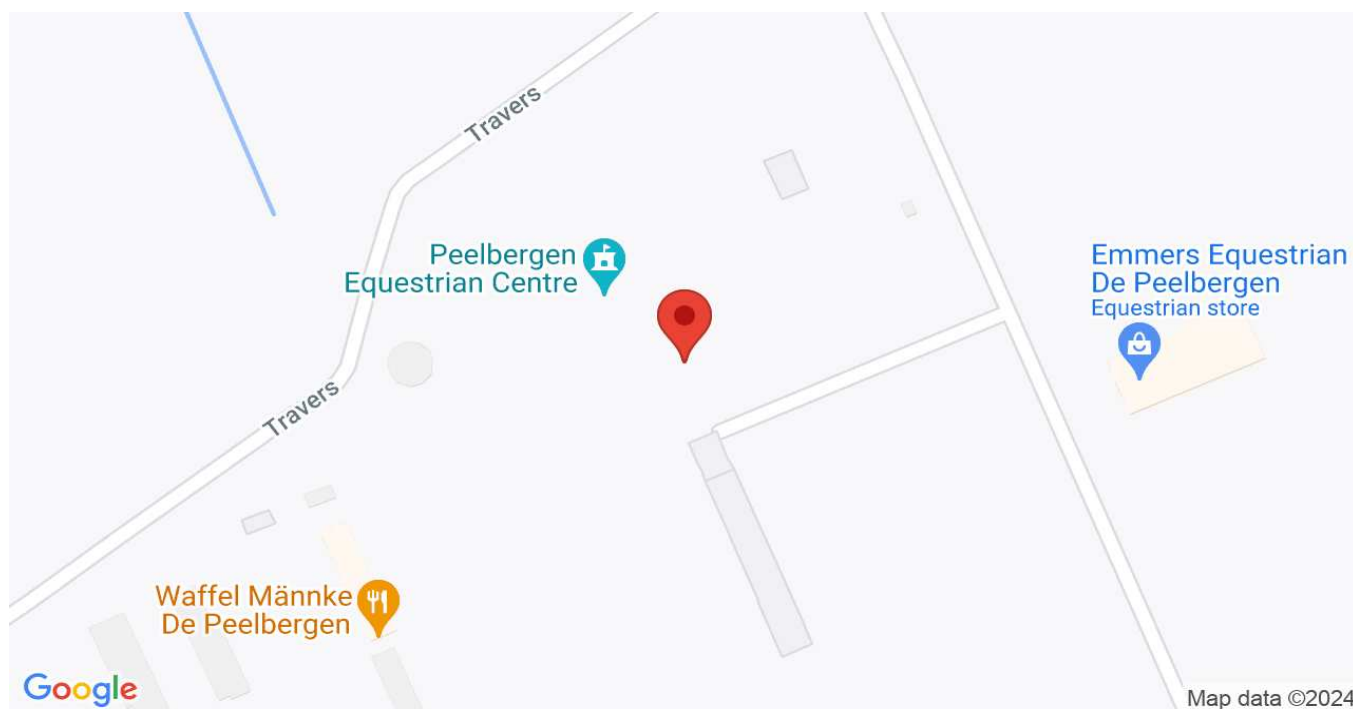 Travers
Peelbergen
Equestrian Centre
Emmers Equestrian
De Peelbergen
Equestrian store
Travers
Waffel Männke
De Peelbergen
Google
Map data ©2024